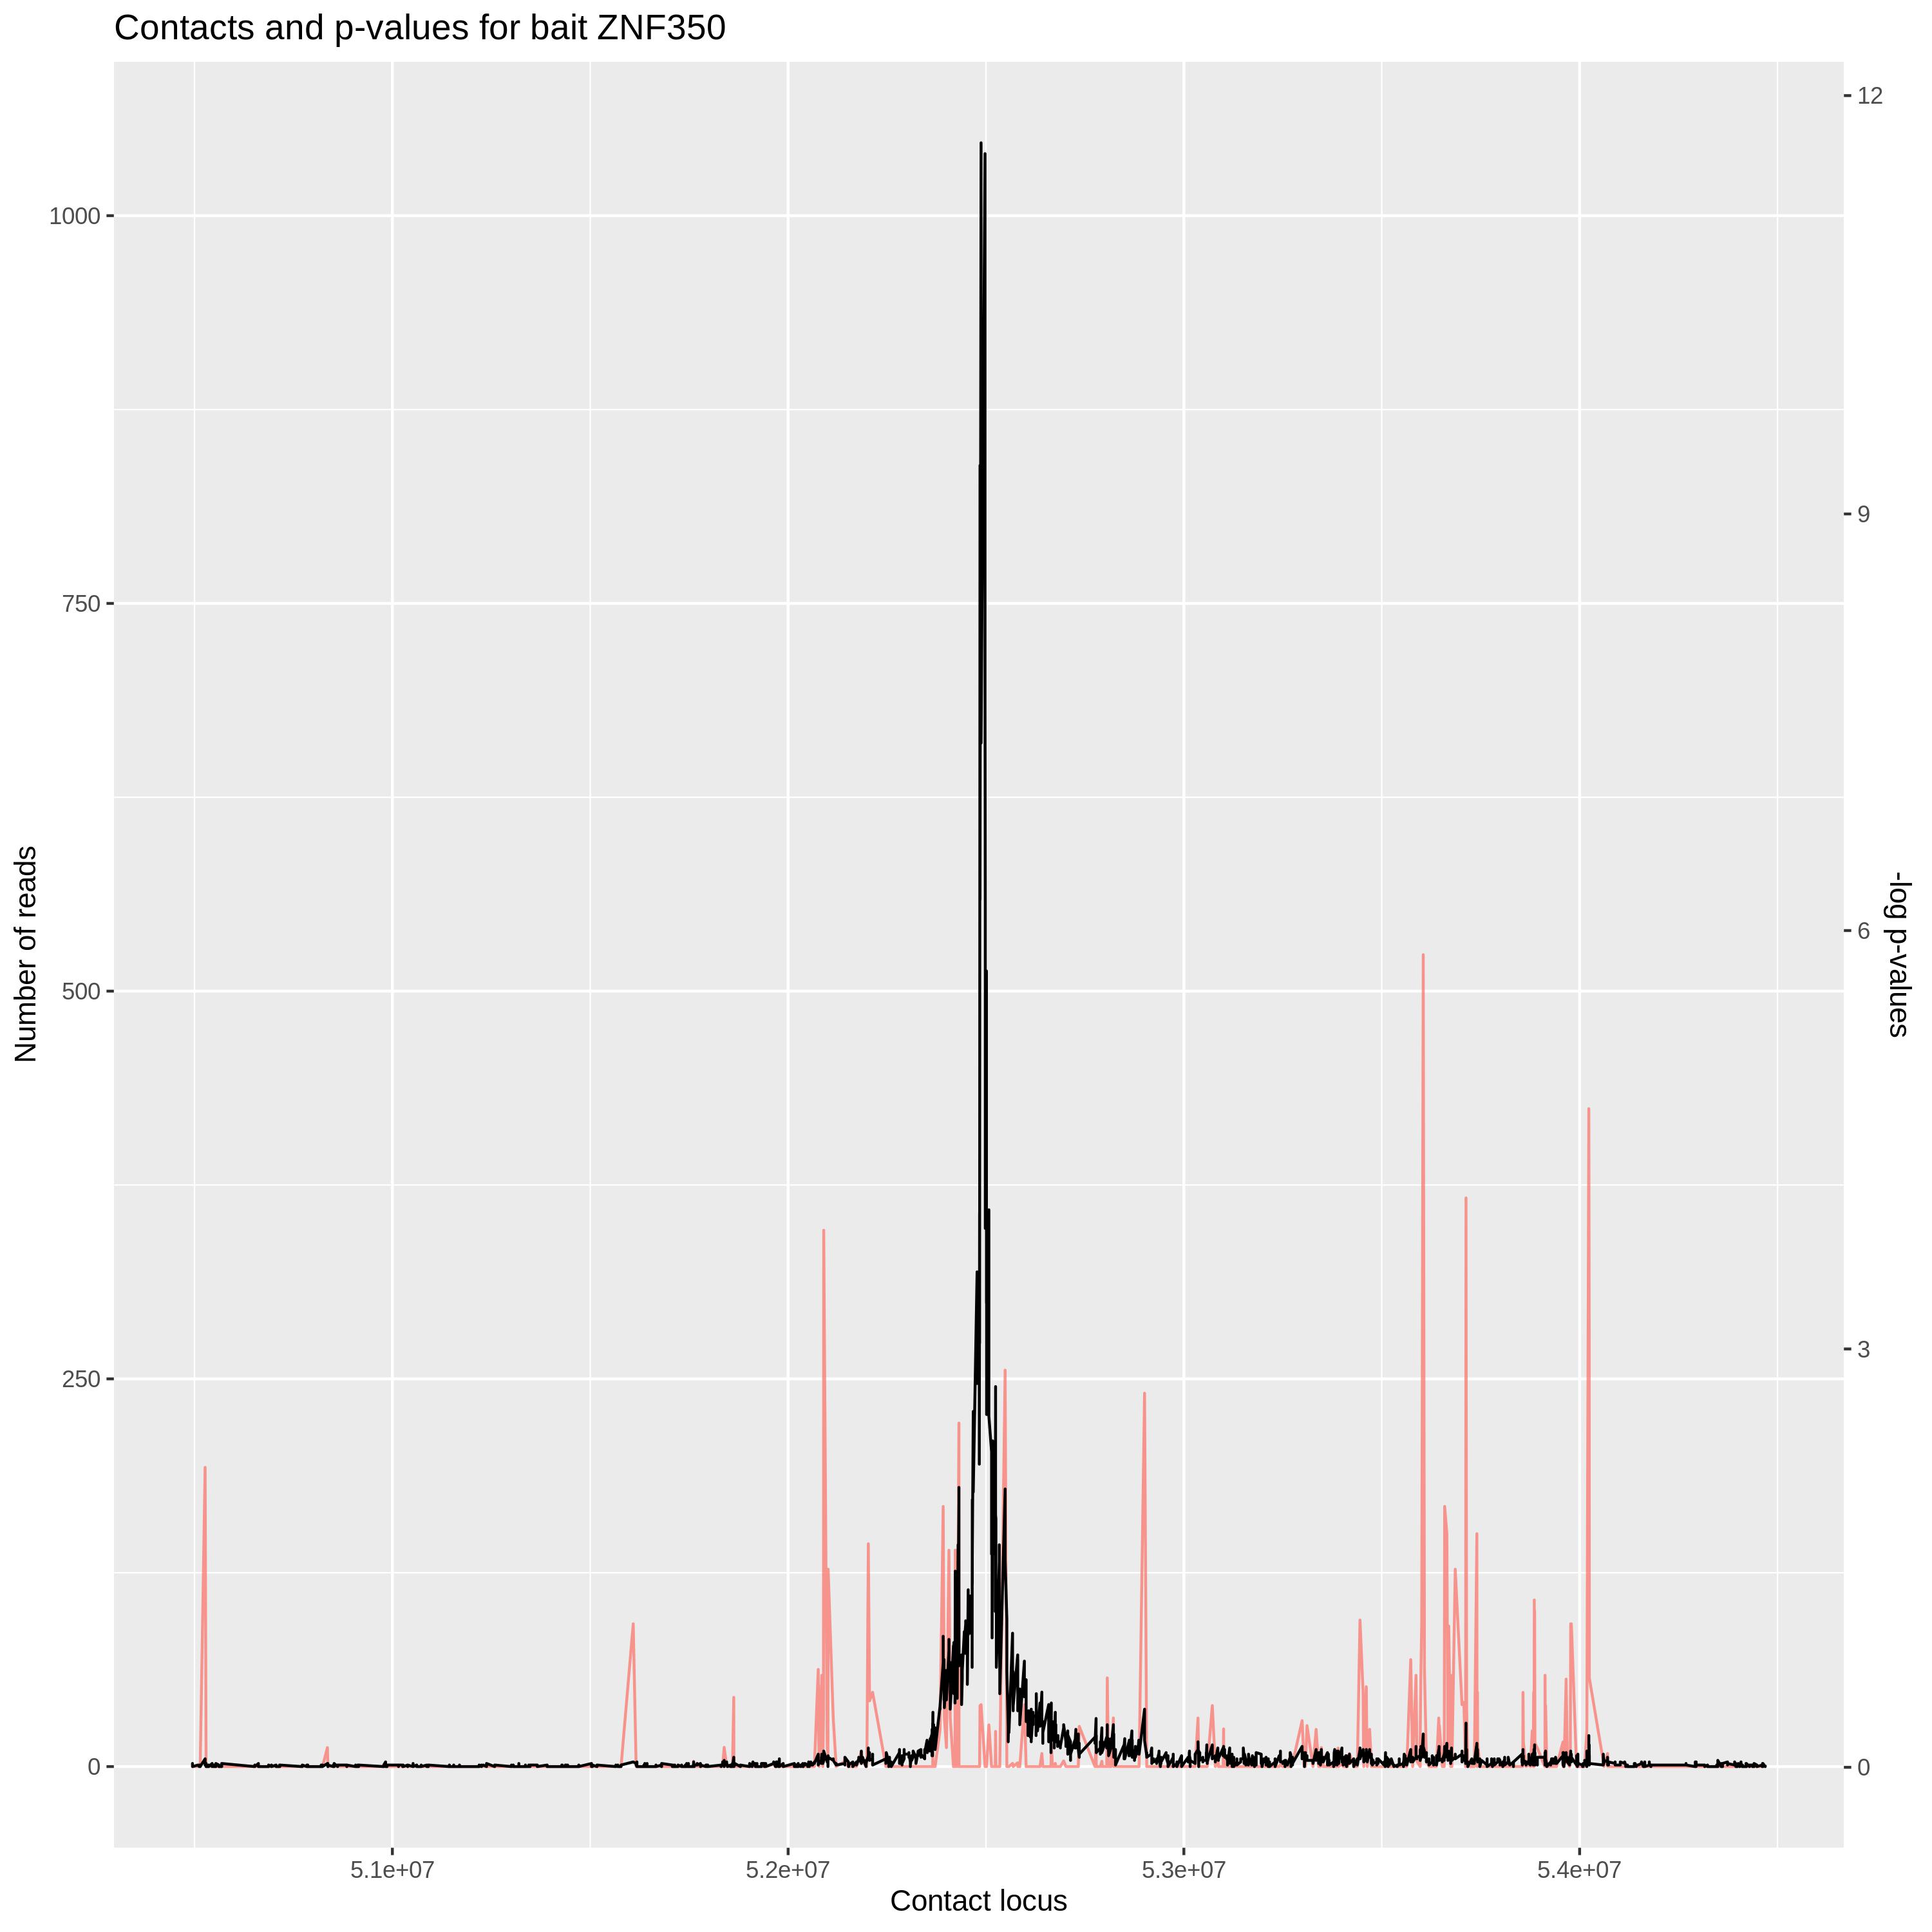 Contacts and p-values for bait ZNF350
Number of reads
1000
750
500
250
0
12
9
6
3
0
-log p-values
5.1e+07 5.2e+07 5.3e+07 5.4e+07
Contact locus